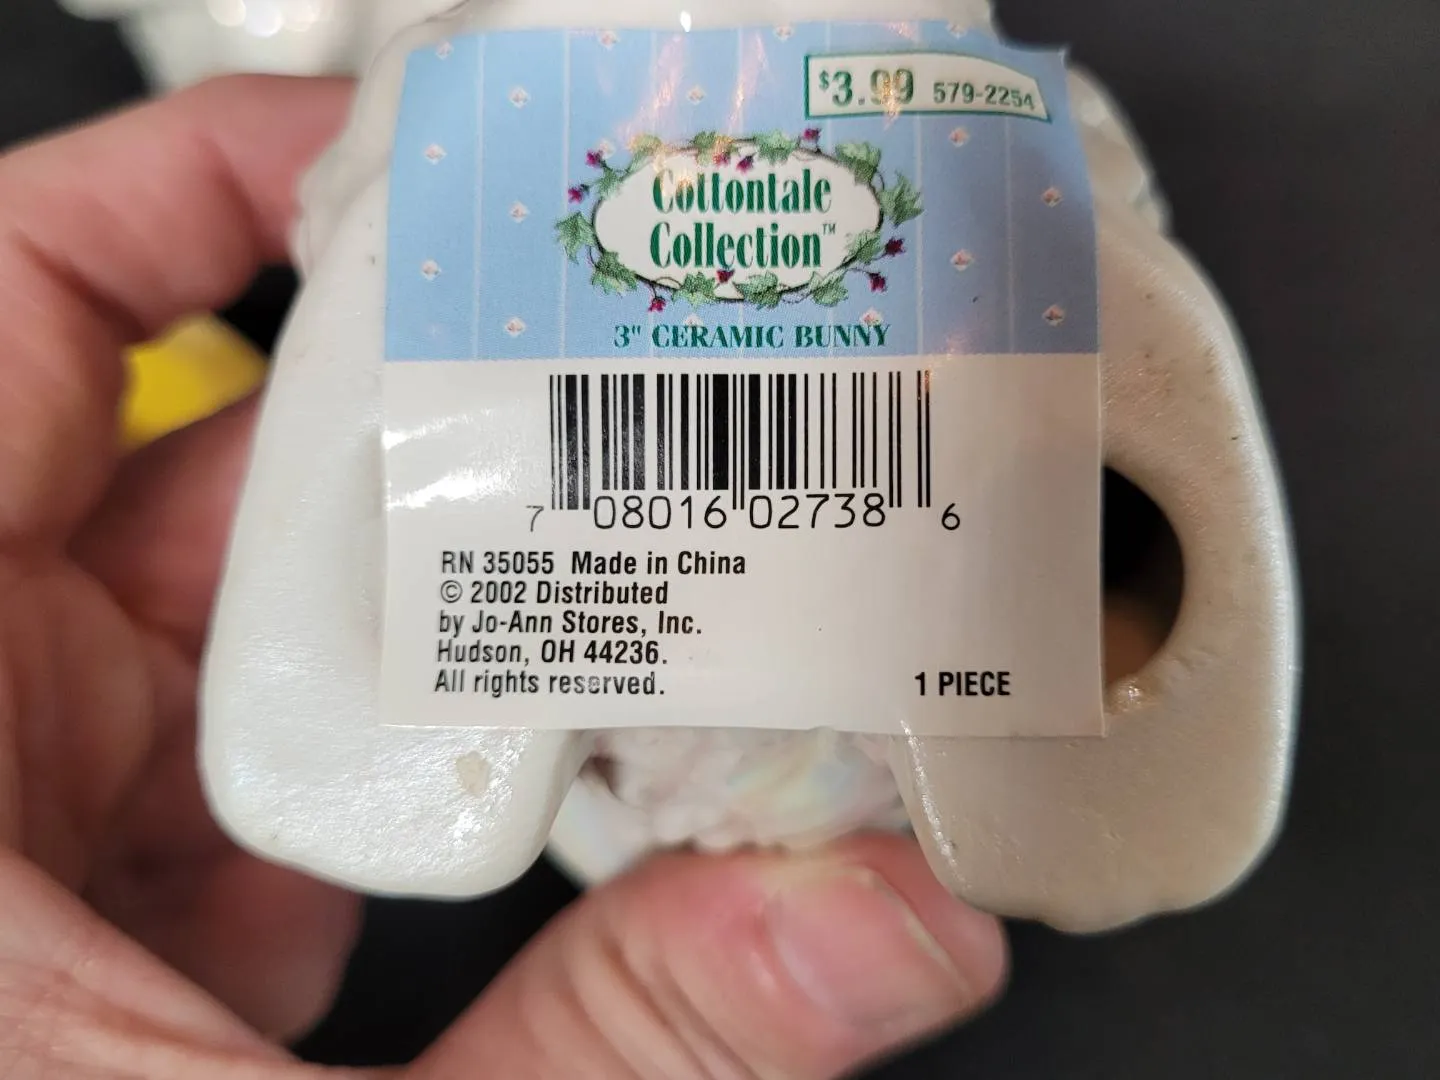 $3.99 579-2254
Cottontale
Collection™
3" CERAMIC BUNNY
7 08016 02738 6
RN 35055 Made in China
© 2002 Distributed
by Jo-Ann Stores, Inc.
Hudson, OH 44236.
All rights reserved.
1 PIECE